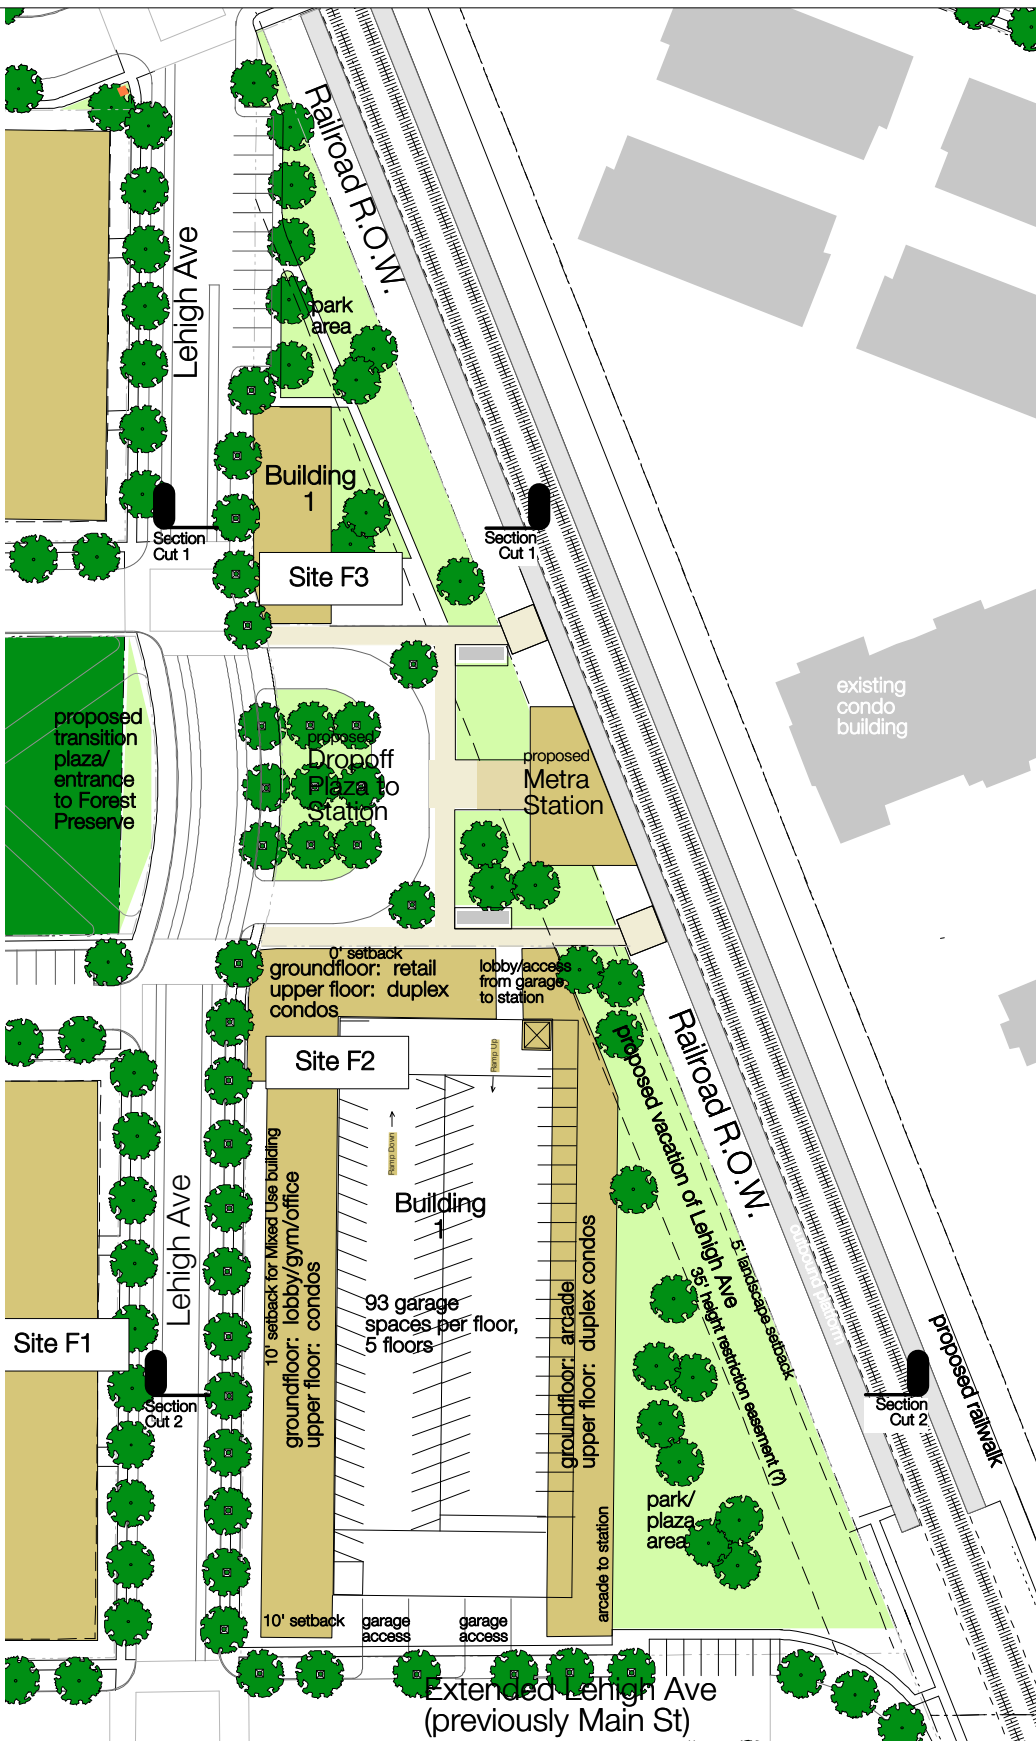 Railroad R.O.W.
Lehigh Ave
park
area
Building
1
Section
Cut 1
Section
Cut 1
Site F3
existing
condo
building
proposed
transition
plaza/
entrance
to Forest
Preserve
proposed
Dropoff
Plaza to
Station
proposed
Metra
Station
0' setback
groundfloor: retail
upper floor: duplex
condos
lobby/access
from garage
to station
Site F2
Ramp Up
Ramp Down
Railroad R.O.W.
proposed vacation of Lehigh Ave
5' landscape setback
35' height restriction easement (?)
outbound platform
proposed railwalk
Lehigh Ave
10' setback for Mixed Use building
groundfloor: lobby/gym/office
upper floor: condos
Building
1
93 garage
spaces per floor,
5 floors
groundfloor: arcade
upper floor: duplex condos
Site F1
Section
Cut 2
Section
Cut 2
park/
plaza
area
arcade to station
10' setback
garage
access
garage
access
Extended Lehigh Ave
(previously Main St)